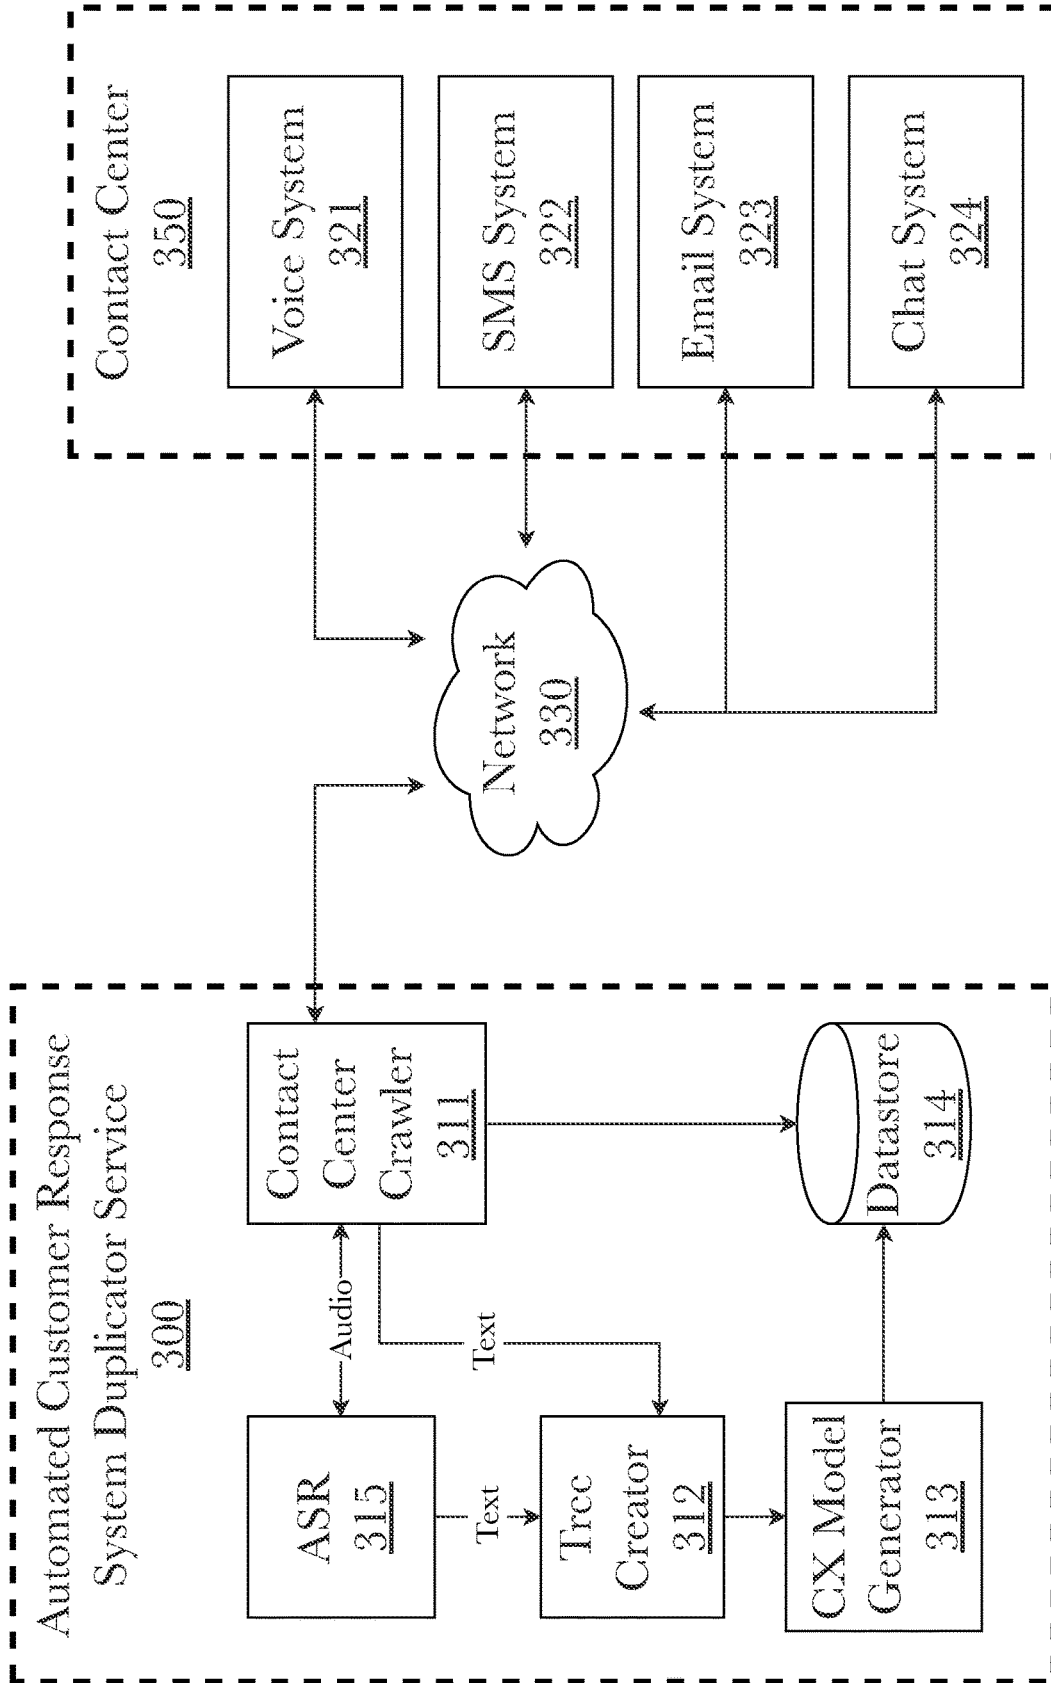 Automated Customer Response
System Duplicator Service
300
ASR
315
Audio
Contact
Center
Crawler
311
Text
Text
Tree
Creator
312
CX Model
Generator
313
Datastore
314
Network
330
Contact Center
350
Voice System
321
SMS System
322
Email System
323
Chat System
324